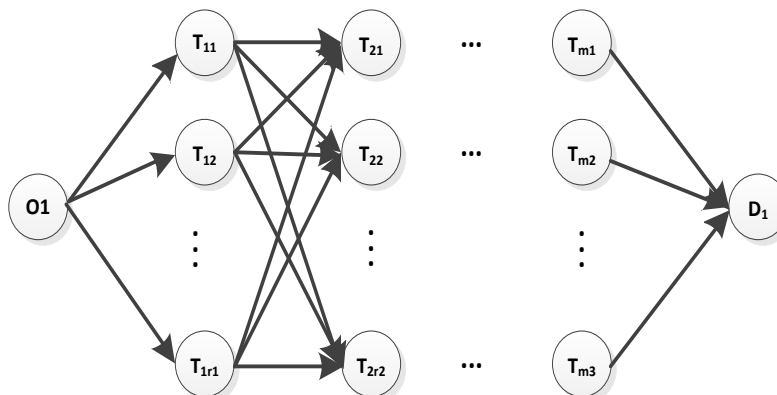 T11 T21 ... Tm1
T12 T22 ... Tm2
O1 D1
⋮ ⋮ ⋮
T1r1 T2r2 ... Tm3